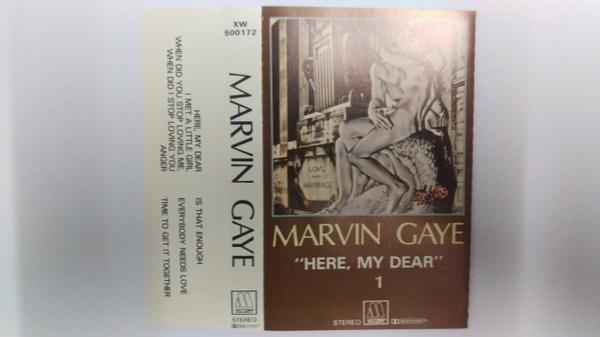 XW
500172
MARVIN GAYE
HERE, MY DEAR
I MET A LITTLE GIRL
WHEN DID YOU STOP LOVING ME,
WHEN DID I STOP LOVING YOU
ANGER
IS THAT ENOUGH
EVERYBODY NEEDS LOVE
TIME TO GET IT TOGETHER
STEREO
LOVE
AND
MARRIAGE
MARVIN GAYE
"HERE, MY DEAR"
1
STEREO